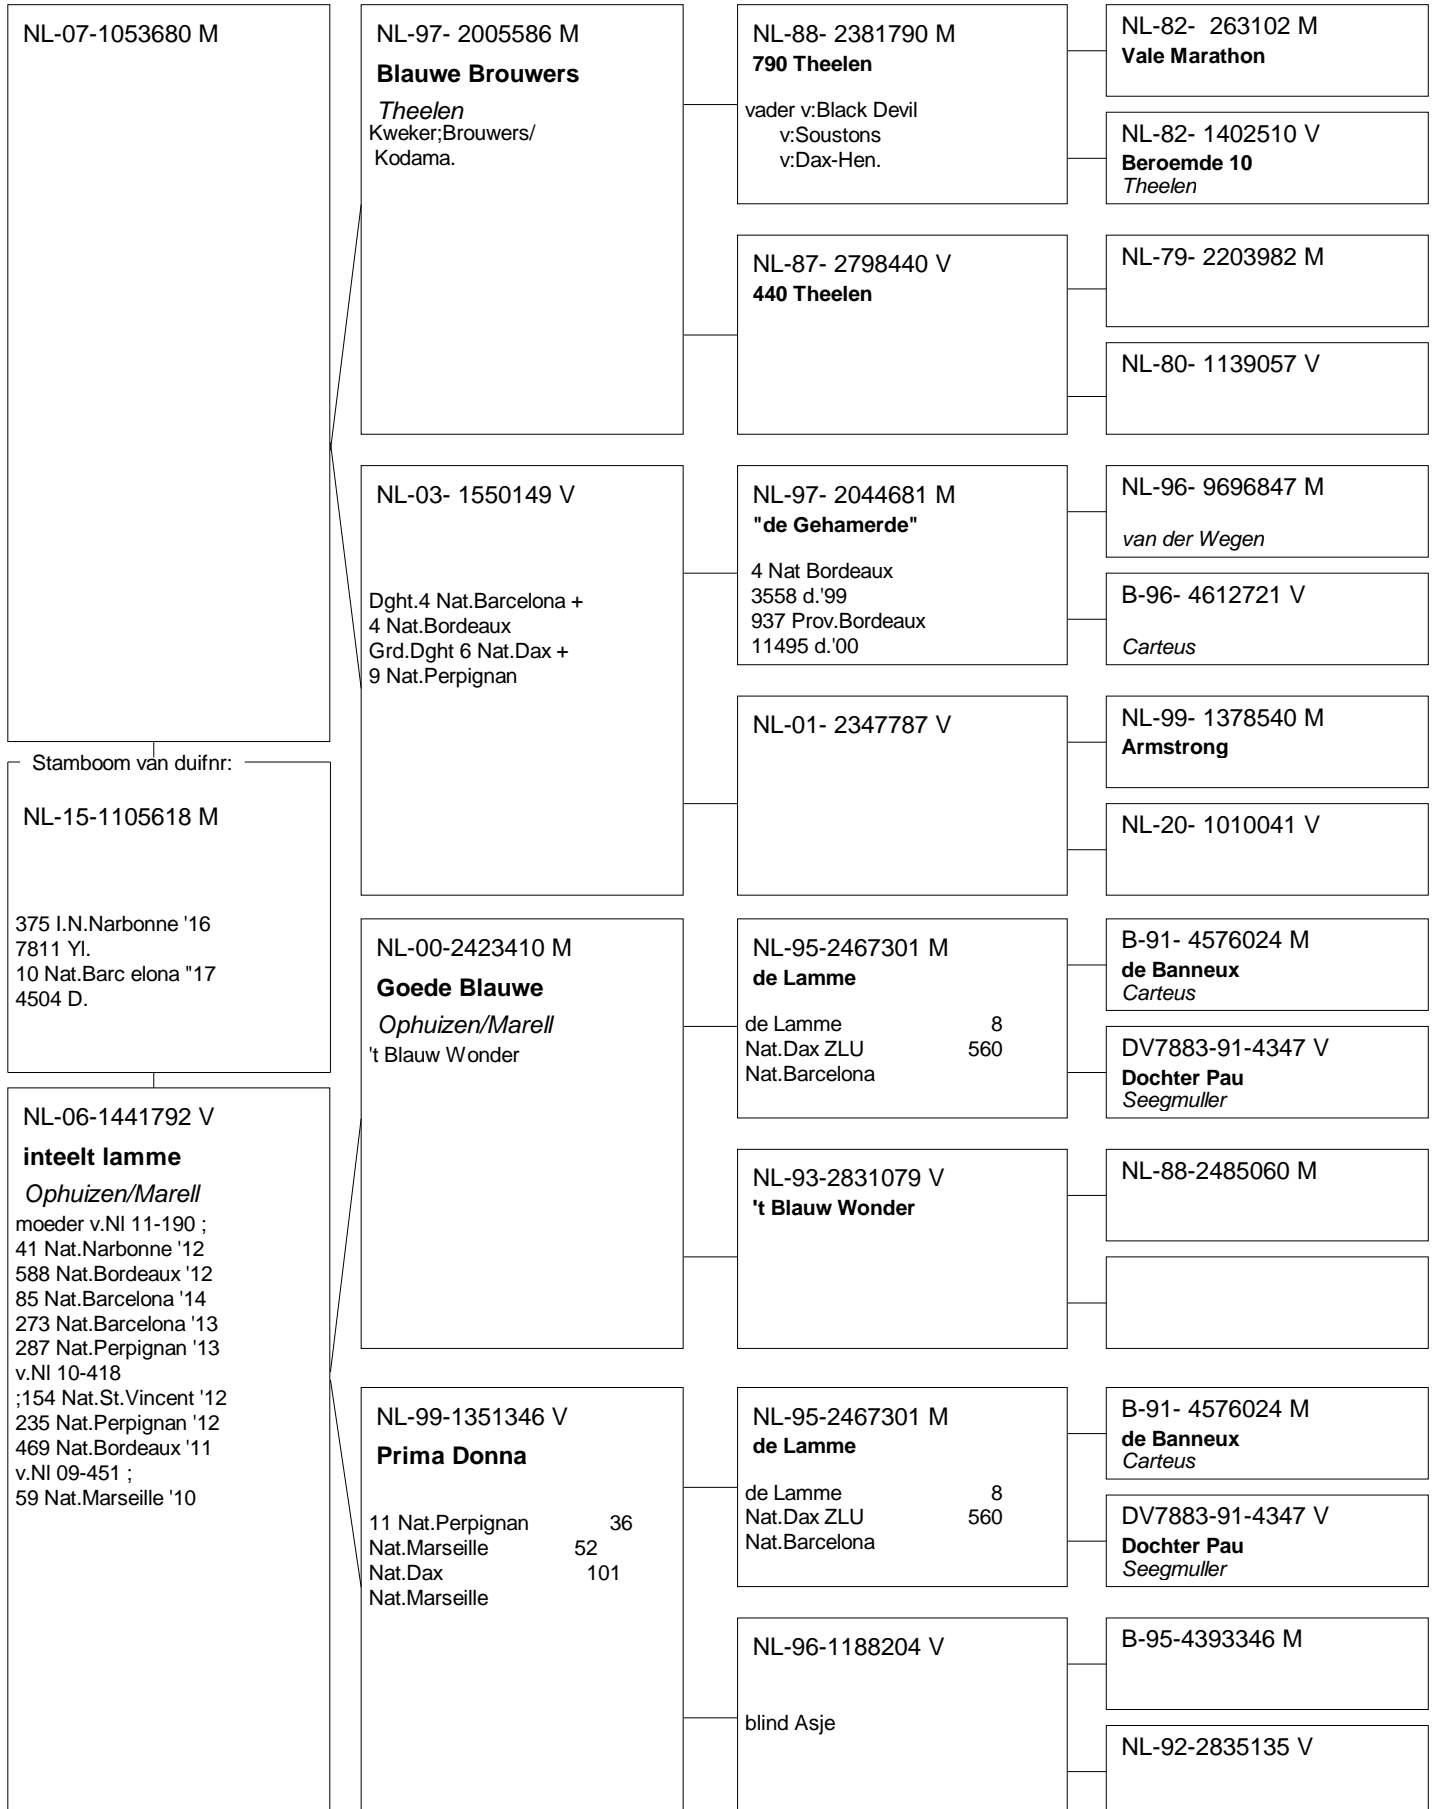 NL-07-1053680 M
Stamboom van duifnr:
NL-15-1105618 M
375 I.N.Narbonne '16
7811 Yl.
10 Nat.Barc elona "17
4504 D.
NL-06-1441792 V
inteelt lamme
Ophuizen/Marell
moeder v.Nl 11-190 ;
41 Nat.Narbonne '12
588 Nat.Bordeaux '12
85 Nat.Barcelona '14
273 Nat.Barcelona '13
287 Nat.Perpignan '13
v.Nl 10-418
;154 Nat.St.Vincent '12
235 Nat.Perpignan '12
469 Nat.Bordeaux '11
v.Nl 09-451 ;
59 Nat.Marseille '10
NL-97- 2005586 M
Blauwe Brouwers
Theelen
Kweker;Brouwers/
Kodama.
NL-03- 1550149 V
Dght.4 Nat.Barcelona +
4 Nat.Bordeaux
Grd.Dght 6 Nat.Dax +
9 Nat.Perpignan
NL-00-2423410 M
Goede Blauwe
Ophuizen/Marell
't Blauw Wonder
NL-99-1351346 V
Prima Donna
11 Nat.Perpignan 36
Nat.Marseille 52
Nat.Dax 101
Nat.Marseille
NL-88- 2381790 M
790 Theelen
vader v:Black Devil
v:Soustons
v:Dax-Hen.
NL-87- 2798440 V
440 Theelen
NL-97- 2044681 M
"de Gehamerde"
4 Nat Bordeaux
3558 d.'99
937 Prov.Bordeaux
11495 d.'00
NL-01- 2347787 V
NL-95-2467301 M
de Lamme
de Lamme 8
Nat.Dax ZLU 560
Nat.Barcelona
NL-93-2831079 V
't Blauw Wonder
NL-95-2467301 M
de Lamme
de Lamme 8
Nat.Dax ZLU 560
Nat.Barcelona
NL-96-1188204 V
blind Asje
NL-82- 263102 M
Vale Marathon
NL-82- 1402510 V
Beroemde 10
Theelen
NL-79- 2203982 M
NL-80- 1139057 V
NL-96- 9696847 M
van der Wegen
B-96- 4612721 V
Carteus
NL-99- 1378540 M
Armstrong
NL-20- 1010041 V
B-91- 4576024 M
de Banneux
Carteus
DV7883-91-4347 V
Dochter Pau
Seegmuller
NL-88-2485060 M
B-91- 4576024 M
de Banneux
Carteus
DV7883-91-4347 V
Dochter Pau
Seegmuller
B-95-4393346 M
NL-92-2835135 V